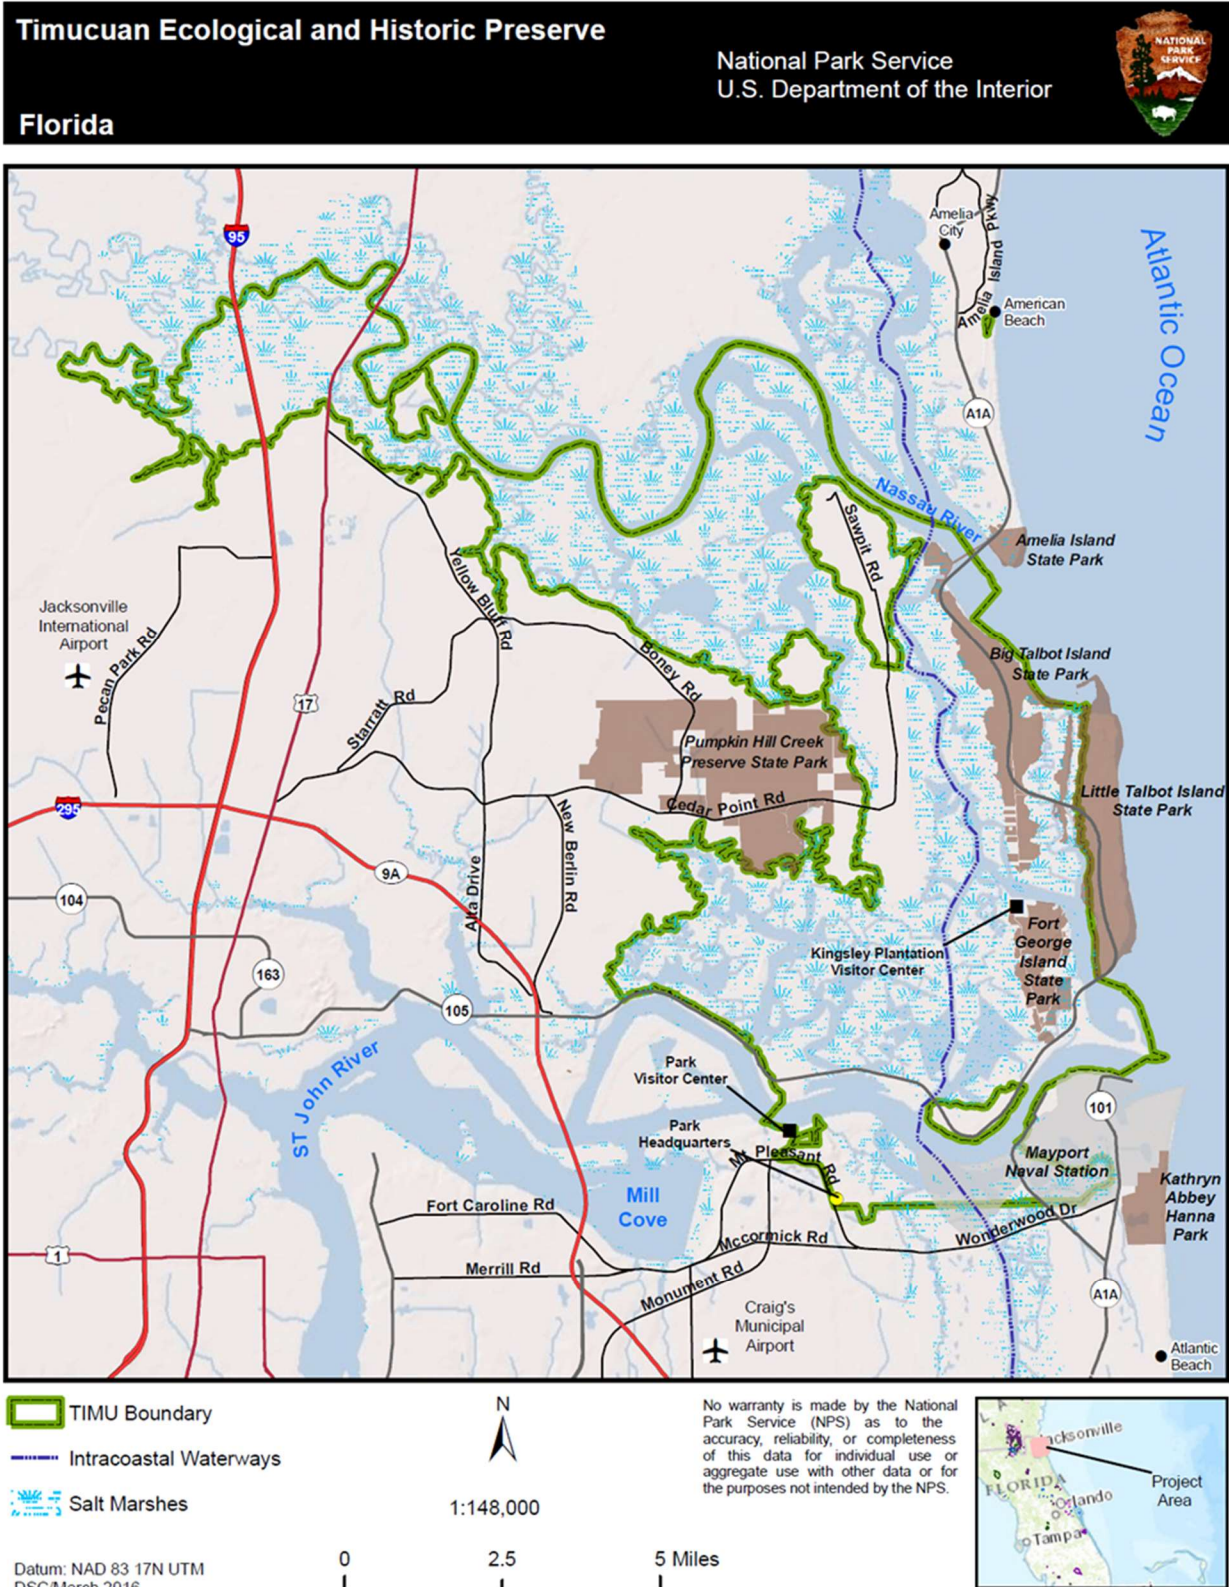 Timucuan Ecological and Historic Preserve
National Park Service
U.S. Department of the Interior
Florida
NATIONAL
PARK
SERVICE
95
Amelia
City
Amelia Island Pkwy
American
Beach
Atlantic Ocean
A1A
Nassau River
Sawpit Rd
Amelia Island
State Park
Yellow Bluff Rd
Jacksonville
International
Airport
Pecan Park Rd
Boney Rd
Big Talbot Island
State Park
17
Starratt Rd
Pumpkin Hill Creek
Preserve State Park
295
Cedar Point Rd
Little Talbot Island
State Park
New Berlin Rd
9A
Alta Drive
104
163
Kingsley Plantation
Visitor Center
Fort
George
Island
State
Park
105
ST John River
Park
Visitor Center
101
Park
Headquarters
Mt Pleasant Rd
Mayport
Naval Station
Kathryn
Abbey
Hanna
Park
Mill
Cove
Fort Caroline Rd
Wonderwood Dr
Mccormick Rd
1
Merrill Rd
Monument Rd
A1A
Craig's
Municipal
Airport
Atlantic
Beach
TIMU Boundary
Intracoastal Waterways
Salt Marshes
N
1:148,000
No warranty is made by the National
Park Service (NPS) as to the
accuracy, reliability, or completeness
of this data for individual use or
aggregate use with other data or for
the purposes not intended by the NPS.
acksonville
FLORIDA
Orlando
Tampa
Project
Area
Datum: NAD 83 17N UTM
DSC/March 2016
0 2.5 5 Miles